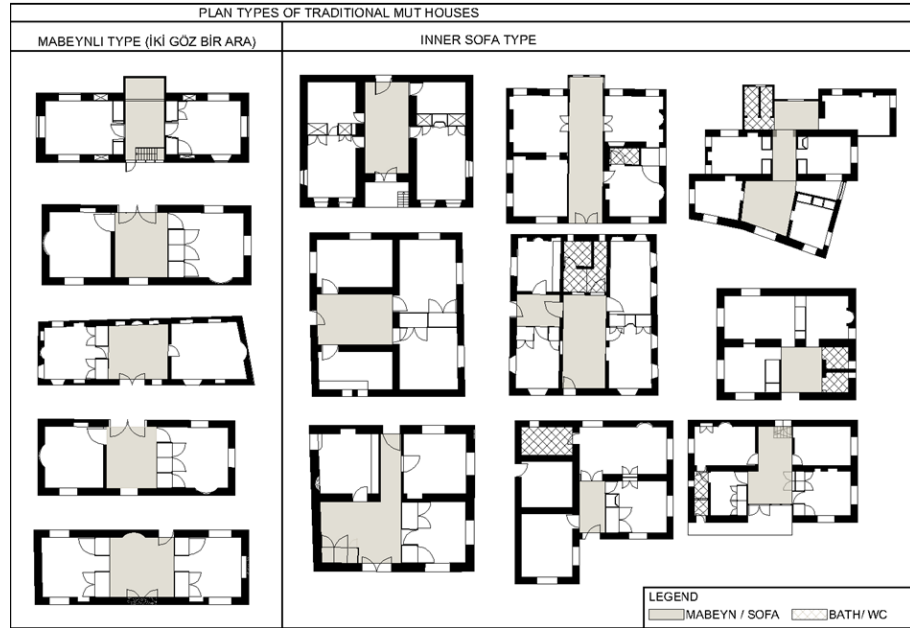 PLAN TYPES OF TRADITIONAL MUT HOUSES
MABEYNLI TYPE (İKİ GÖZ BİR ARA)
INNER SOFA TYPE
LEGEND
MABEYN / SOFA
BATH/ WC